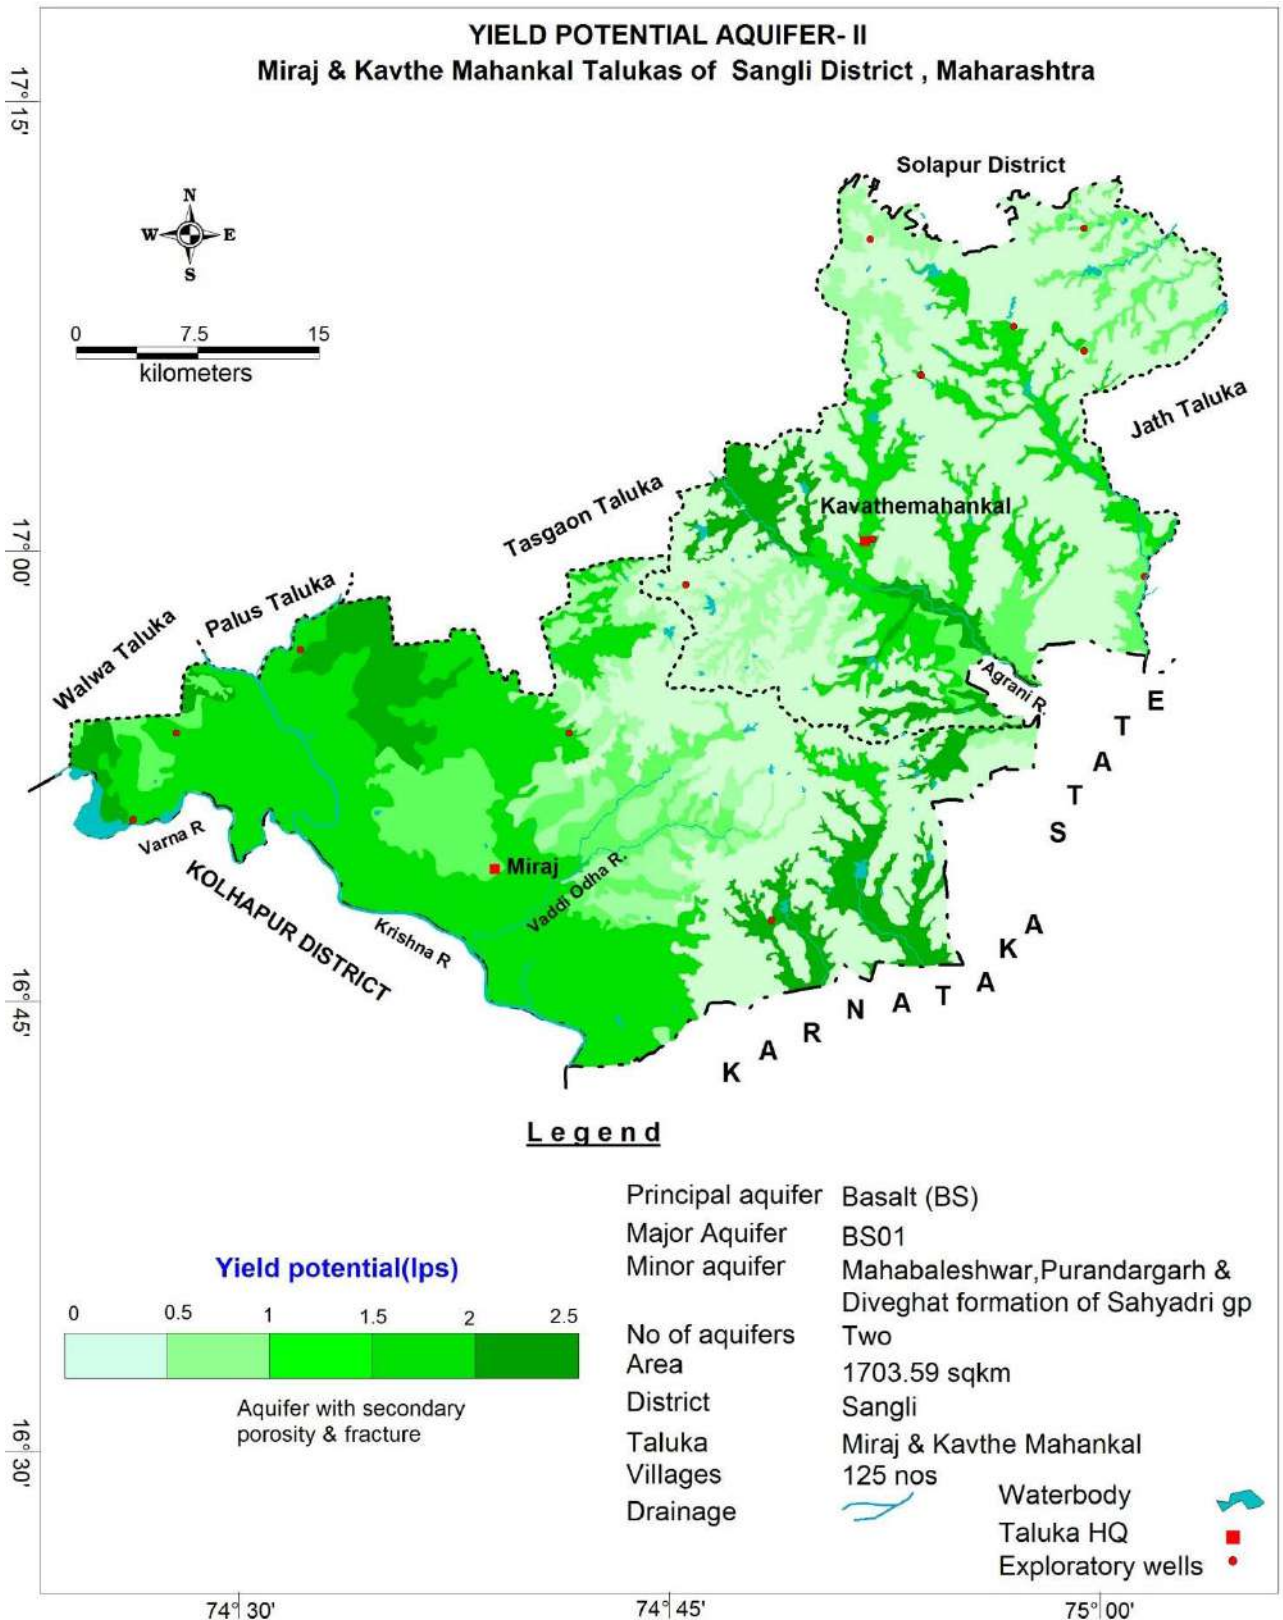 YIELD POTENTIAL AQUIFER- II
Miraj & Kavthe Mahankal Talukas of Sangli District , Maharashtra
17° 15'
Solapur District
N
W E
S
0 7.5 15
kilometers
Jath Taluka
Tasgaon Taluka
Kavathemahankal
17° 00'
Palus Taluka
Walwa Taluka
Agrani R.
Varna R
Miraj
Vaddi Odha R.
KOLHAPUR DISTRICT
Krishna R
16° 45'
KARNATAKA STATE
Legend
Principal aquifer Basalt (BS)
Major Aquifer BS01
Minor aquifer Mahabaleshwar,Purandargarh &
Diveghat formation of Sahyadri gp
No of aquifers Two
Area 1703.59 sqkm
District Sangli
Taluka Miraj & Kavthe Mahankal
Villages 125 nos
Drainage
Waterbody
Taluka HQ
Exploratory wells
Yield potential(lps)
0 0.5 1 1.5 2 2.5
Aquifer with secondary
porosity & fracture
16° 30'
74° 30' 74° 45' 75° 00'